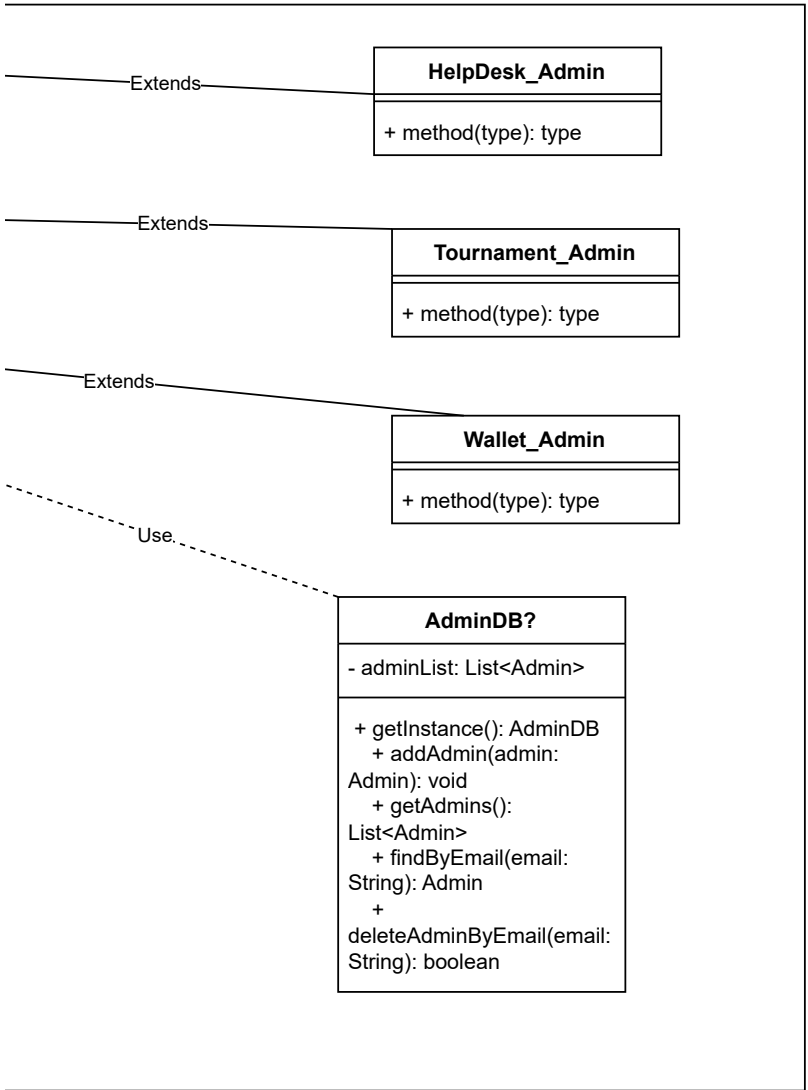 Extends
HelpDesk_Admin
+ method(type): type
Extends
Tournament_Admin
+ method(type): type
Extends
Wallet_Admin
+ method(type): type
Use
AdminDB?
- adminList: List<Admin>
+ getInstance(): AdminDB
+ addAdmin(admin:
Admin): void
+ getAdmins():
List<Admin>
+ findByEmail(email:
String): Admin
+
deleteAdminByEmail(email:
String): boolean